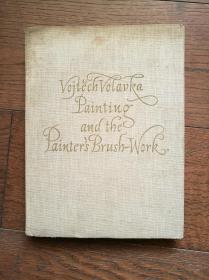 Vojtěch Volavka
Painting
and the
Painter's Brush-Work